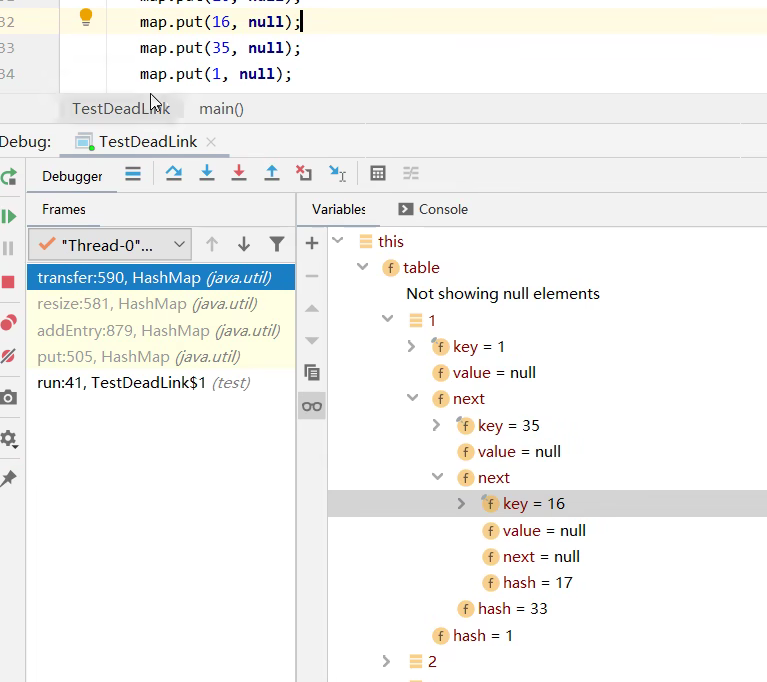 32 map.put(16, null);
33 map.put(35, null);
34 map.put(1, null);
TestDeadLink main()
Debug: TestDeadLink
Debugger
Frames
Variables Console
"Thread-0"...
transfer:590, HashMap (java.util)
resize:581, HashMap (java.util)
addEntry:879, HashMap (java.util)
put:505, HashMap (java.util)
run:41, TestDeadLink$1 (test)
this
table
Not showing null elements
1
key = 1
value = null
next
key = 35
value = null
next
key = 16
value = null
next = null
hash = 17
hash = 33
hash = 1
2